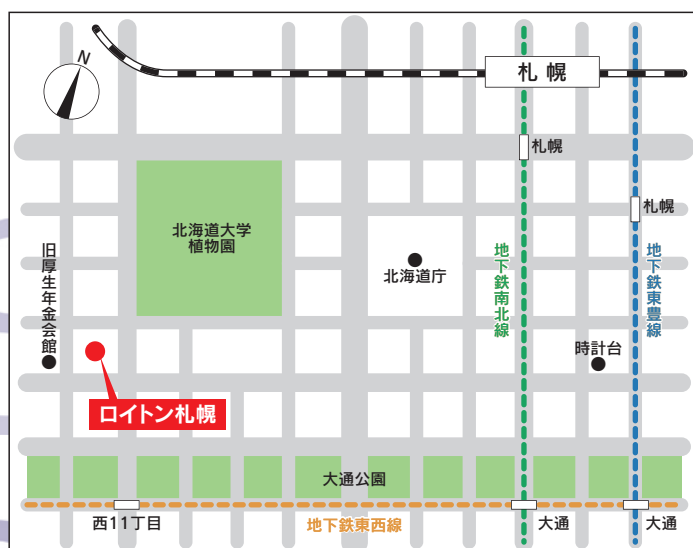 N
札幌
札幌
札幌
北海道大学
植物園
旧厚生年金会館
北海道庁
地下鉄南北線
地下鉄東豊線
時計台
ロイトン札幌
大通公園
西11丁目
地下鉄東西線
大通
大通